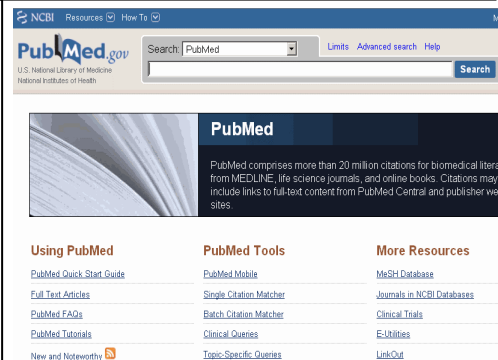 NCBI Resources How To M
PubMed.gov
U.S. National Library of Medicine
National Institutes of Health
Search: PubMed
Limits Advanced search Help
Search
PubMed
PubMed comprises more than 20 million citations for biomedical litera
from MEDLINE, life science journals, and online books. Citations may
include links to full-text content from PubMed Central and publisher we
sites.
Using PubMed
PubMed Quick Start Guide
Full Text Articles
PubMed FAQs
PubMed Tutorials
New and Noteworthy
PubMed Tools
PubMed Mobile
Single Citation Matcher
Batch Citation Matcher
Clinical Queries
Topic-Specific Queries
More Resources
MeSH Database
Journals in NCBI Databases
Clinical Trials
E-Utilities
LinkOut